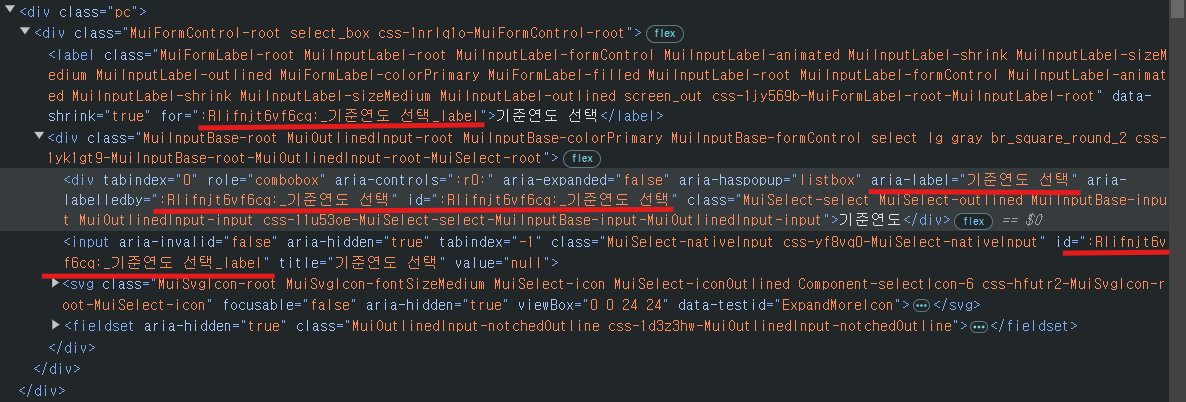 <div class="pc">
<div class="MuiFormControl-root select_box css-1nrlq1o-MuiFormControl-root"> flex
<label class="MuiFormLabel-root MuiInputLabel-root MuiInputLabel-formControl MuiInputLabel-animated MuiInputLabel-shrink MuiInputLabel-sizeM
edium MuiInputLabel-outlined MuiFormLabel-colorPrimary MuiFormLabel-filled MuiInputLabel-root MuiInputLabel-formControl MuiInputLabel-animat
ed MuiInputLabel-shrink MuiInputLabel-sizeMedium MuiInputLabel-outlined screen_out css-1jy569b-MuiFormLabel-root-MuiInputLabel-root" data-
shrink="true" for=":Rlifnjt6vf6cq:_기준연도 선택_label">기준연도 선택</label>
<div class="MuiInputBase-root MuiOutlinedInput-root MuiInputBase-colorPrimary MuiInputBase-formControl select lg gray br_square_round_2 css-
1yk1gt9-MuiInputBase-root-MuiOutlinedInput-root-MuiSelect-root"> flex
<div tabindex="0" role="combobox" aria-controls=":r0:" aria-expanded="false" aria-haspopup="listbox" aria-label="기준연도 선택" aria-
labelledby=":Rlifnjt6vf6cq:_기준연도 선택" id=":Rlifnjt6vf6cq:_기준연도 선택" class="MuiSelect-select MuiSelect-outlined MuiInputBase-inpu
t MuiOutlinedInput-input css-11u53oe-MuiSelect-select-MuiInputBase-input-MuiOutlinedInput-input">기준연도</div> flex == $0
<input aria-invalid="false" aria-hidden="true" tabindex="-1" class="MuiSelect-nativeInput css-yf8vq0-MuiSelect-nativeInput" id=":Rlifnjt6v
f6cq:_기준연도 선택_label" title="기준연도 선택" value="null">
<svg class="MuiSvgIcon-root MuiSvgIcon-fontSizeMedium MuiSelect-icon MuiSelect-iconOutlined Component-selectIcon-6 css-hfutr2-MuiSvgIcon-r
oot-MuiSelect-icon" focusable="false" aria-hidden="true" viewBox="0 0 24 24" data-testid="ExpandMoreIcon">…</svg>
<fieldset aria-hidden="true" class="MuiOutlinedInput-notchedOutline css-1d3z3hw-MuiOutlinedInput-notchedOutline">…</fieldset>
</div>
</div>
</div>